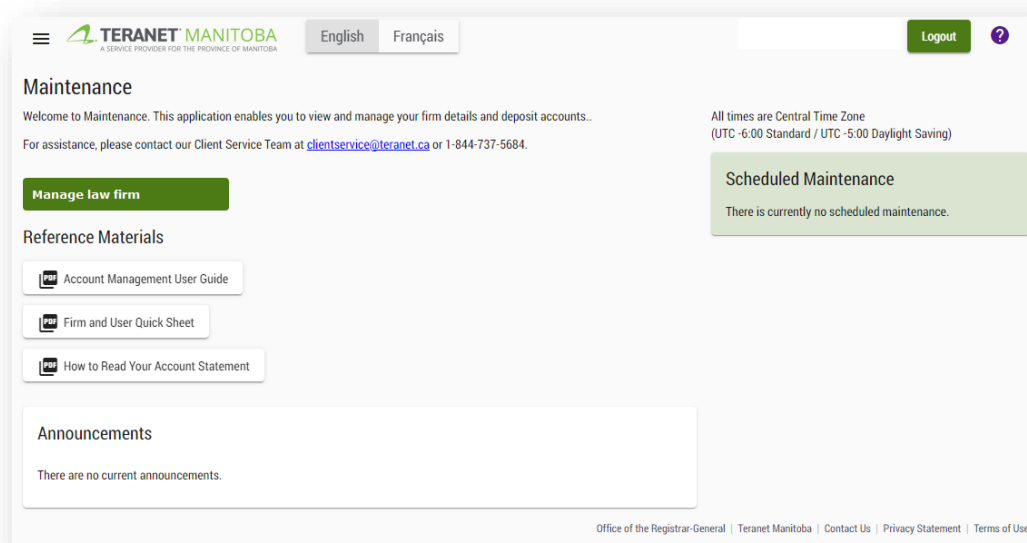 TERANET MANITOBA
A SERVICE PROVIDER FOR THE PROVINCE OF MANITOBA
English
Français
Logout
?
Maintenance
Welcome to Maintenance. This application enables you to view and manage your firm details and deposit accounts..
For assistance, please contact our Client Service Team at clientservice@teranet.ca or 1-844-737-5684.
All times are Central Time Zone
(UTC -6:00 Standard / UTC -5:00 Daylight Saving)
Manage law firm
Scheduled Maintenance
There is currently no scheduled maintenance.
Reference Materials
PDF Account Management User Guide
PDF Firm and User Quick Sheet
PDF How to Read Your Account Statement
Announcements
There are no current announcements.
Office of the Registrar-General | Teranet Manitoba | Contact Us | Privacy Statement | Terms of Use